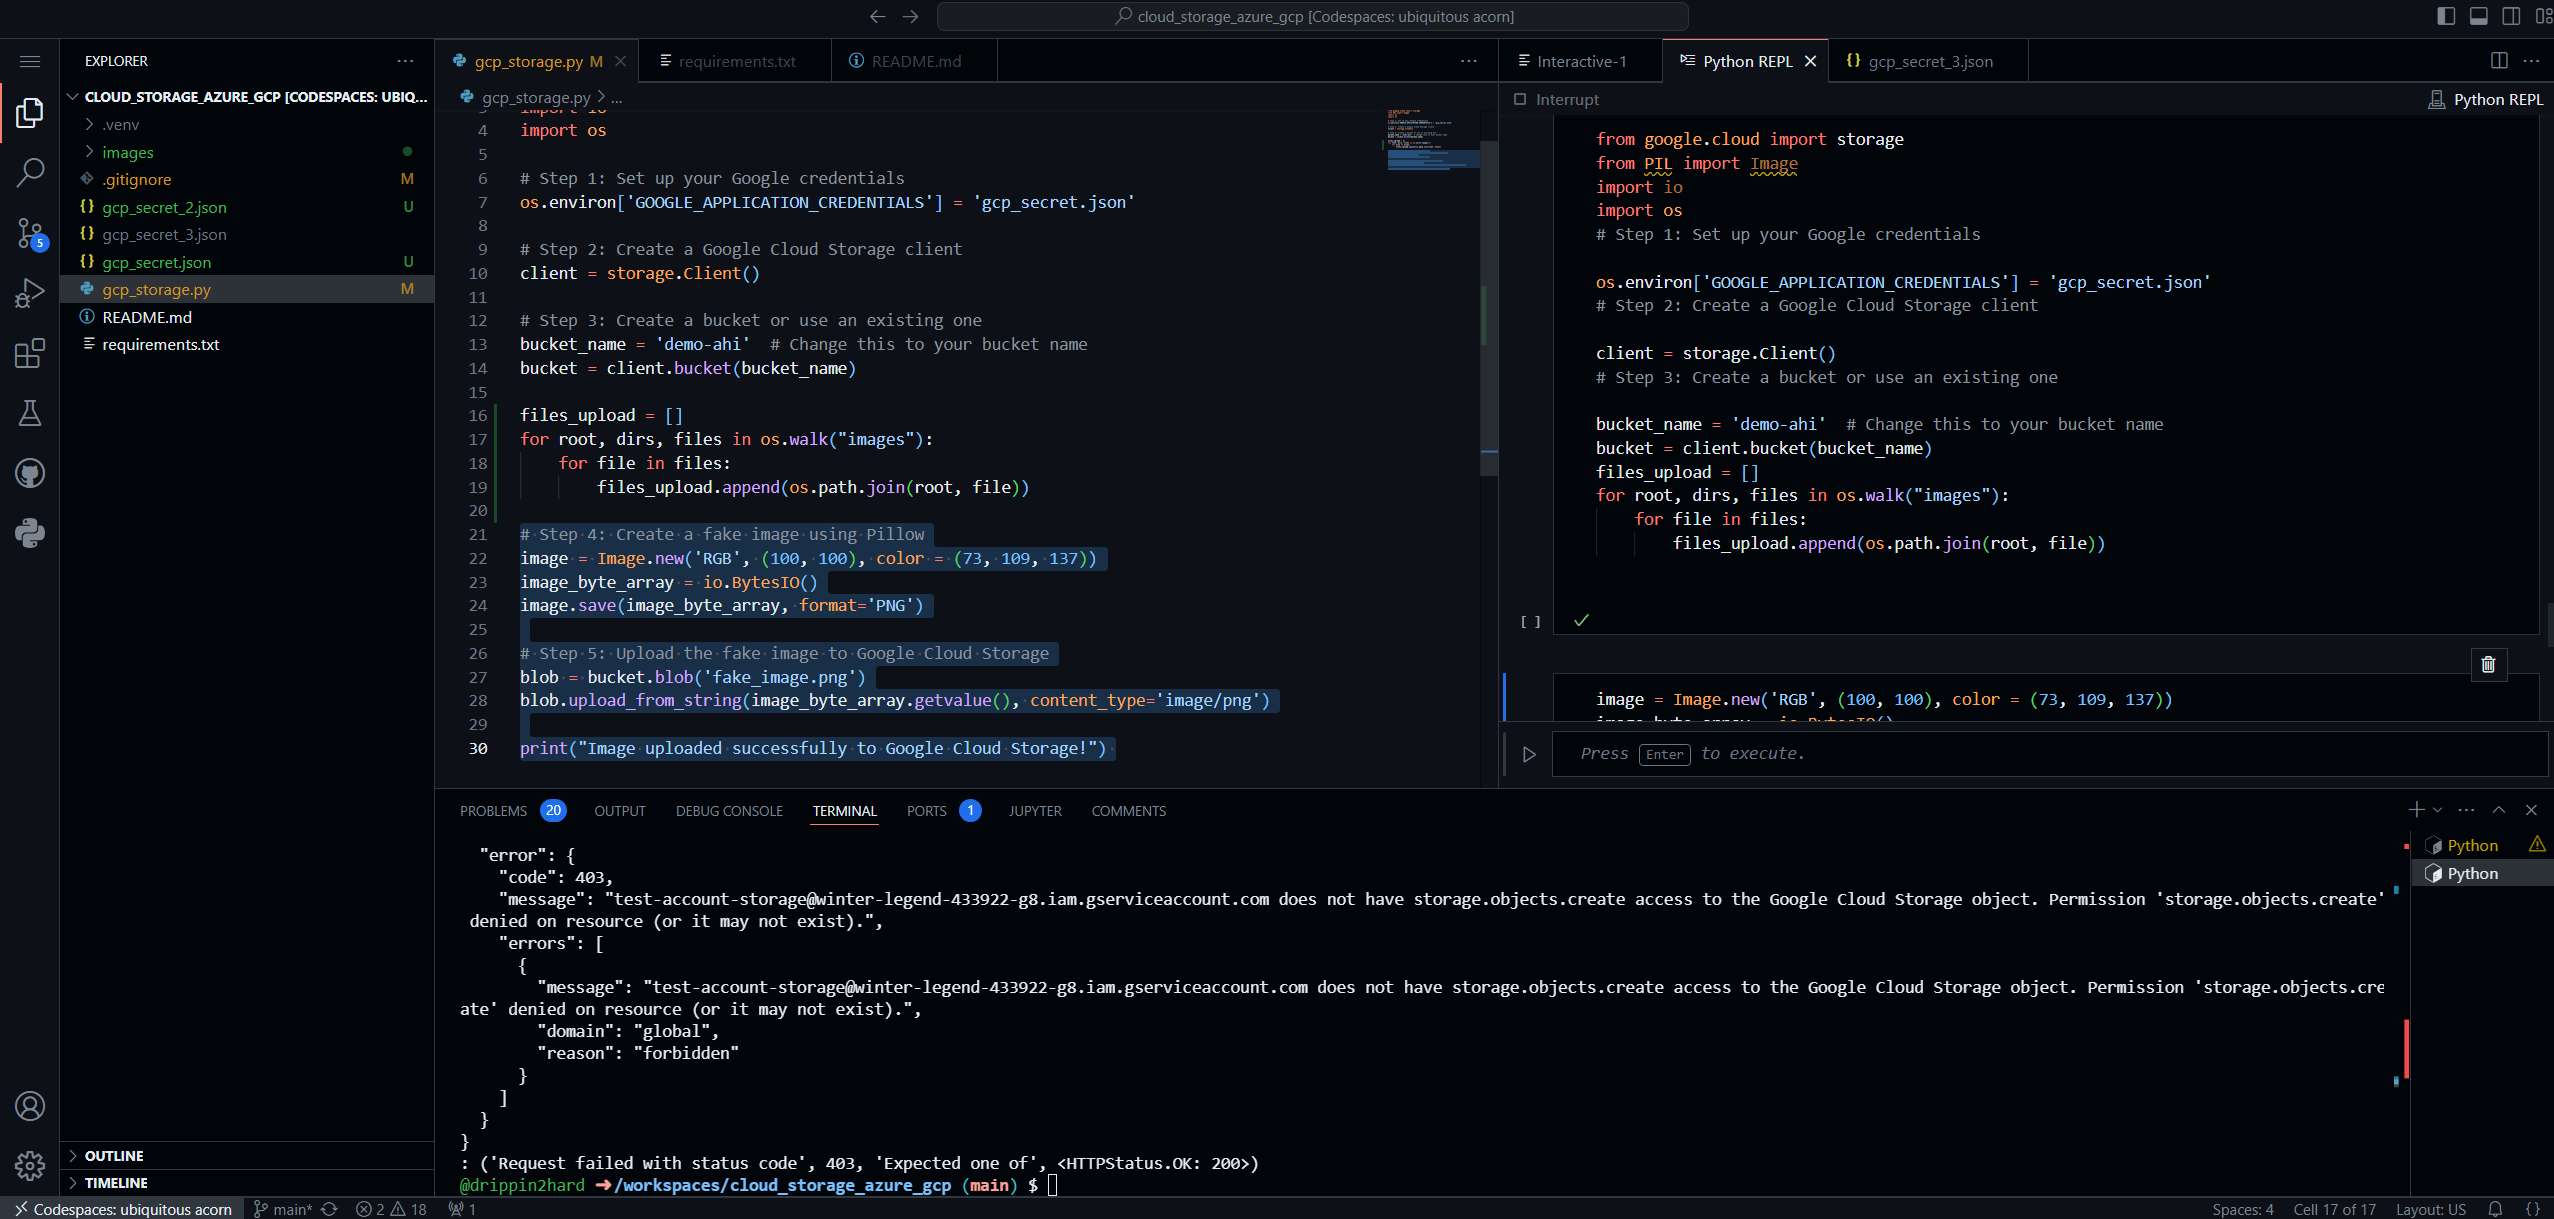 cloud_storage_azure_gcp [Codespaces: ubiquitous acorn]
EXPLORER
CLOUD_STORAGE_AZURE_GCP [CODESPACES: UBIQ...
.venv
images
.gitignore M
gcp_secret_2.json U
gcp_secret_3.json
gcp_secret.json U
gcp_storage.py M
README.md
requirements.txt
OUTLINE
TIMELINE
gcp_storage.py M
requirements.txt
README.md
gcp_storage.py > ...
3 import io
4 import os
5
6 # Step 1: Set up your Google credentials
7 os.environ['GOOGLE_APPLICATION_CREDENTIALS'] = 'gcp_secret.json'
8
9 # Step 2: Create a Google Cloud Storage client
10 client = storage.Client()
11
12 # Step 3: Create a bucket or use an existing one
13 bucket_name = 'demo-ahi'  # Change this to your bucket name
14 bucket = client.bucket(bucket_name)
15
16 files_upload = []
17 for root, dirs, files in os.walk("images"):
18     for file in files:
19         files_upload.append(os.path.join(root, file))
20
21 # Step 4: Create a fake image using Pillow
22 image = Image.new('RGB', (100, 100), color = (73, 109, 137))
23 image_byte_array = io.BytesIO()
24 image.save(image_byte_array, format='PNG')
25
26 # Step 5: Upload the fake image to Google Cloud Storage
27 blob = bucket.blob('fake_image.png')
28 blob.upload_from_string(image_byte_array.getvalue(), content_type='image/png')
29
30 print("Image uploaded successfully to Google Cloud Storage!")
Interactive-1
Python REPL
gcp_secret_3.json
Interrupt
Python REPL
from google.cloud import storage
from PIL import Image
import io
import os
# Step 1: Set up your Google credentials
os.environ['GOOGLE_APPLICATION_CREDENTIALS'] = 'gcp_secret.json'
# Step 2: Create a Google Cloud Storage client
client = storage.Client()
# Step 3: Create a bucket or use an existing one
bucket_name = 'demo-ahi'  # Change this to your bucket name
bucket = client.bucket(bucket_name)
files_upload = []
for root, dirs, files in os.walk("images"):
    for file in files:
        files_upload.append(os.path.join(root, file))
[ ]
image = Image.new('RGB', (100, 100), color = (73, 109, 137))
image_byte_array = io.BytesIO()
Press Enter to execute.
PROBLEMS 20 OUTPUT DEBUG CONSOLE TERMINAL PORTS 1 JUPYTER COMMENTS
"error": {
"code": 403,
"message": "test-account-storage@winter-legend-433922-g8.iam.gserviceaccount.com does not have storage.objects.create access to the Google Cloud Storage object. Permission 'storage.objects.create'
denied on resource (or it may not exist).",
"errors": [
{
"message": "test-account-storage@winter-legend-433922-g8.iam.gserviceaccount.com does not have storage.objects.create access to the Google Cloud Storage object. Permission 'storage.objects.cre
ate' denied on resource (or it may not exist).",
"domain": "global",
"reason": "forbidden"
}
]
}
}
: ('Request failed with status code', 403, 'Expected one of', <HTTPStatus.OK: 200>)
@drippin2hard ➜/workspaces/cloud_storage_azure_gcp (main) $
Python
Python
5
Codespaces: ubiquitous acorn main* 2 18 1
Spaces: 4 Cell 17 of 17 Layout: US {}